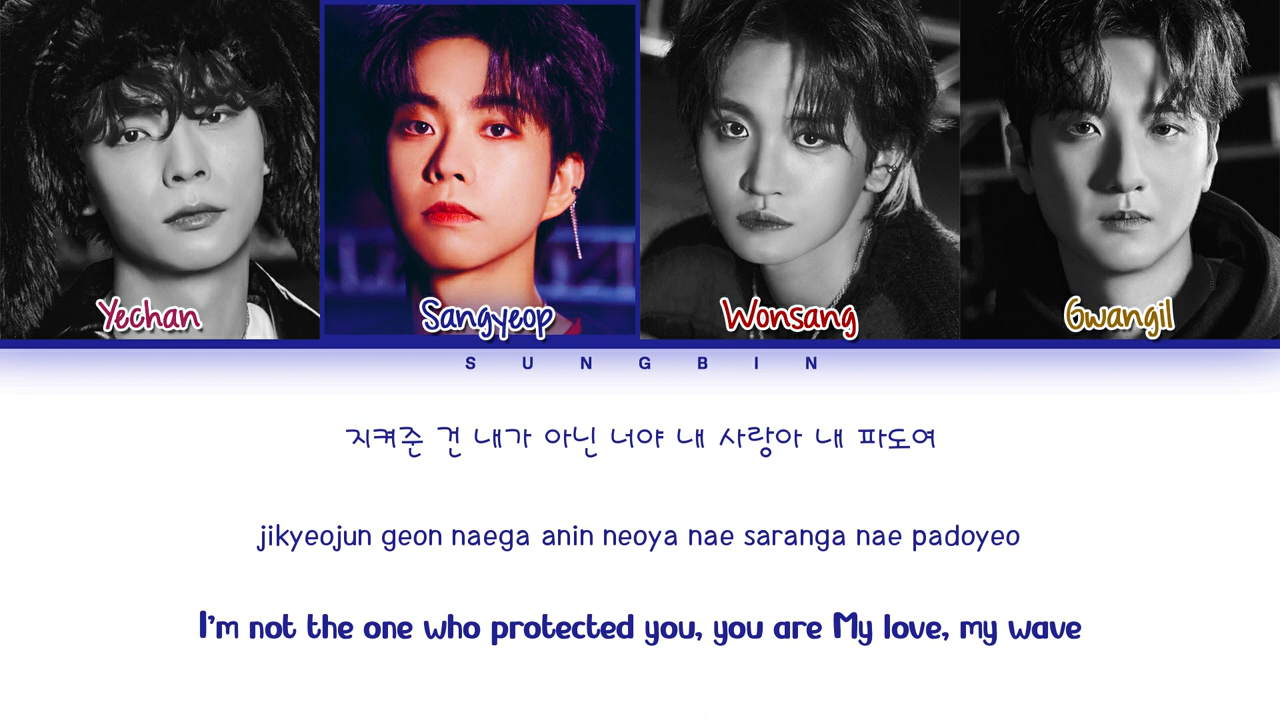 Yechan
Sangyeop
Wonsang
Gwangil
SUNGBIN
지켜준 건 내가 아닌 너야 내 사랑아 내 파도여
jikyeojun geon naega anin neoya nae saranga nae padoyeo
I'm not the one who protected you, you are My love, my wave